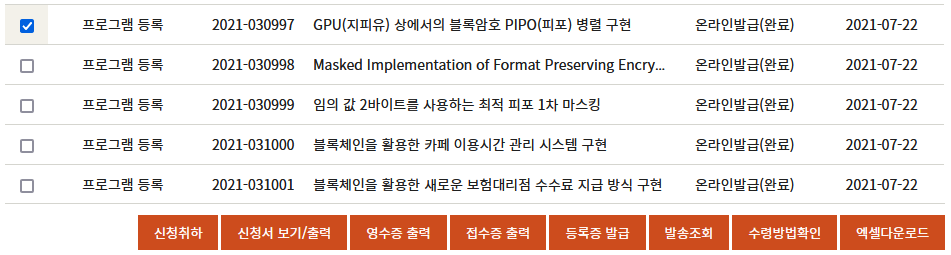 프로그램 등록 2021-030997 GPU(지피유) 상에서의 블록암호 PIPO(피포) 병렬 구현 온라인발급(완료) 2021-07-22
프로그램 등록 2021-030998 Masked Implementation of Format Preserving Encry... 온라인발급(완료) 2021-07-22
프로그램 등록 2021-030999 임의 값 2바이트를 사용하는 최적 피포 1차 마스킹 온라인발급(완료) 2021-07-22
프로그램 등록 2021-031000 블록체인을 활용한 카페 이용시간 관리 시스템 구현 온라인발급(완료) 2021-07-22
프로그램 등록 2021-031001 블록체인을 활용한 새로운 보험대리점 수수료 지급 방식 구현 온라인발급(완료) 2021-07-22
신청취하 신청서 보기/출력 영수증 출력 접수증 출력 등록증 발급 발송조회 수령방법확인 엑셀다운로드